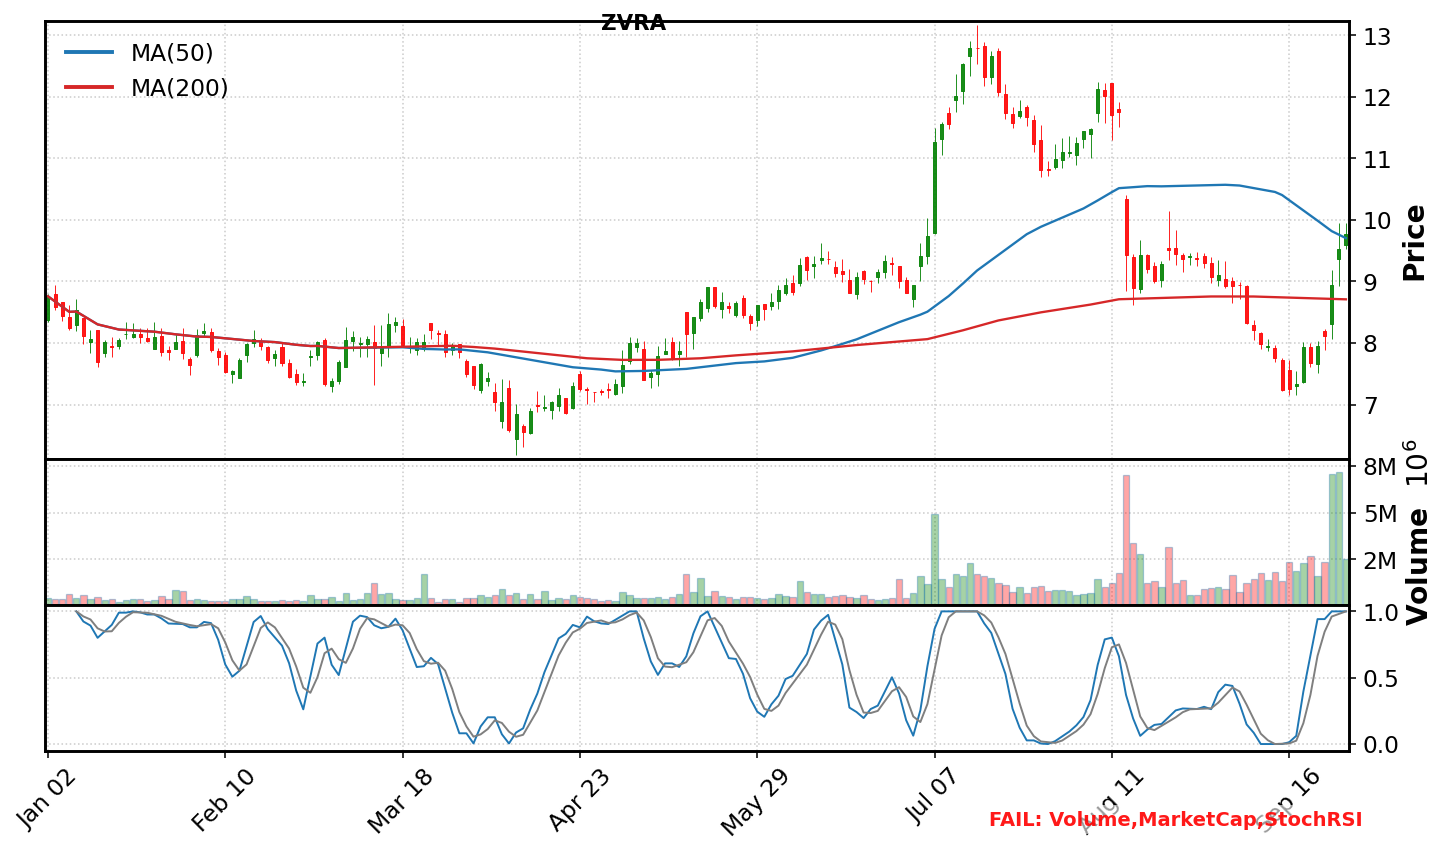 ZVRA
MA(50)
MA(200)
13
12
11
10
9
8
7
Price
8M
5M
2M
Volume 10^6
1.0
0.5
0.0
Jan 02
Feb 10
Mar 18
Apr 23
May 29
Jul 07
Aug 11
Sep 16
FAIL: Volume,MarketCap,StochRSI